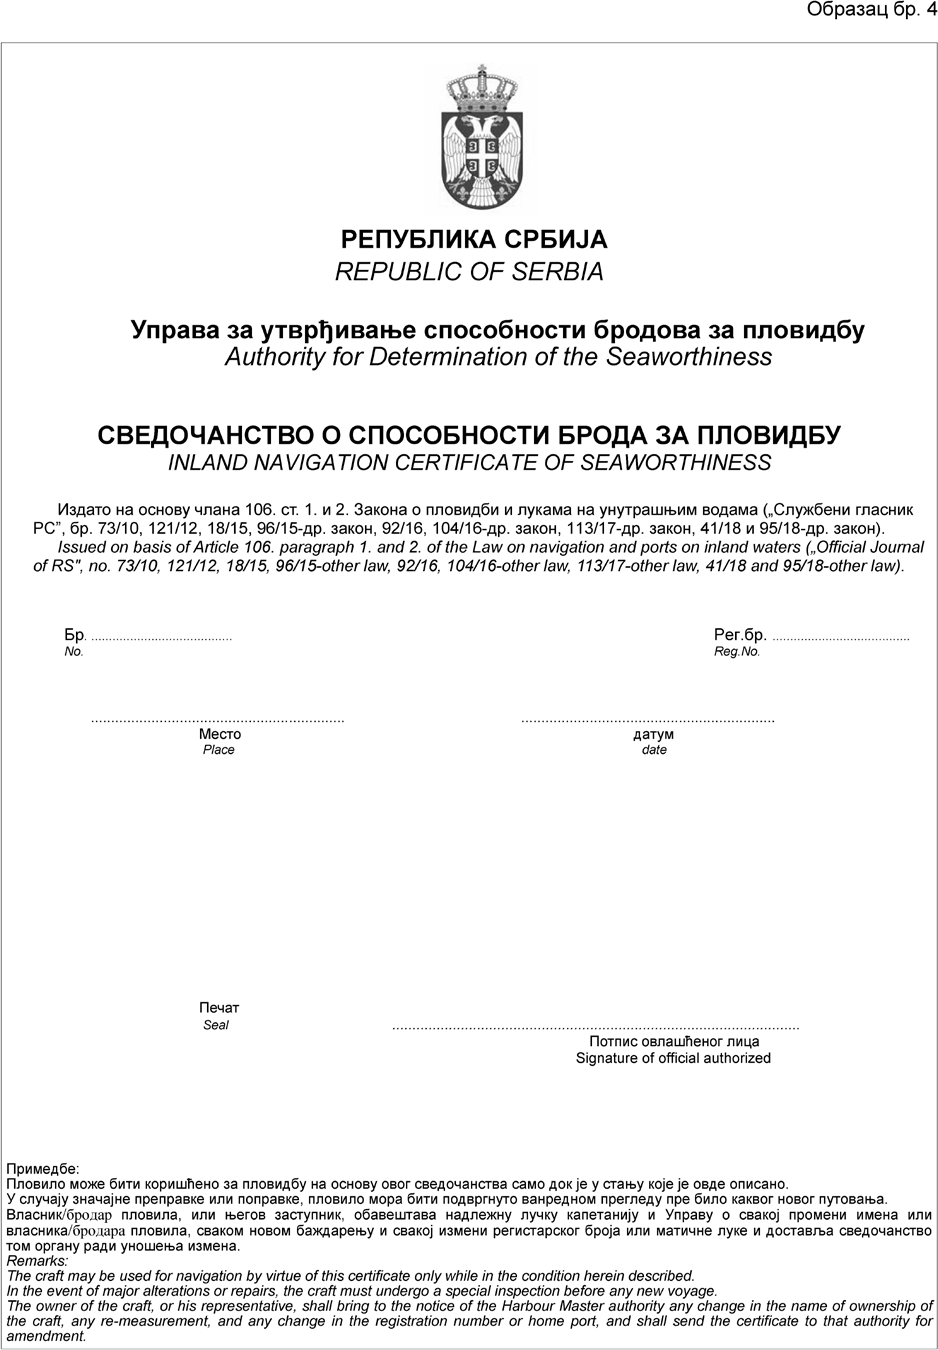 Образац бр. 4
РЕПУБЛИКА СРБИЈА
REPUBLIC OF SERBIA
Управа за утврђивање способности бродова за пловидбу
Authority for Determination of the Seaworthiness
СВЕДОЧАНСТВО О СПОСОБНОСТИ БРОДА ЗА ПЛОВИДБУ
INLAND NAVIGATION CERTIFICATE OF SEAWORTHINESS
Издато на основу члана 106. ст. 1. и 2. Закона о пловидби и лукама на унутрашњим водама („Службени гласник
РС”, бр. 73/10, 121/12, 18/15, 96/15-др. закон, 92/16, 104/16-др. закон, 113/17-др. закон, 41/18 и 95/18-др. закон).
Issued on basis of Article 106. paragraph 1. and 2. of the Law on navigation and ports on inland waters („Official Journal
of RS", no. 73/10, 121/12, 18/15, 96/15-other law, 92/16, 104/16-other law, 113/17-other law, 41/18 and 95/18-other law).
Бр. ........................................ Рег.бр. .......................................
No. Reg.No.
............................................................... ...............................................................
Место датум
Place date
Печат
Seal ......................................................................................................
Потпис овлашћеног лица
Signature of official authorized
Примедбе:
Пловило може бити коришћено за пловидбу на основу овог сведочанства само док је у стању које је овде описано.
У случају значајне преправке или поправке, пловило мора бити подвргнуто ванредном прегледу пре било каквог новог путовања.
Власник/бродар пловила, или његов заступник, обавештава надлежну лучку капетанију и Управу о свакој промени имена или
власника/бродара пловила, сваком новом баждарењу и свакој измени регистарског броја или матичне луке и доставља сведочанство
том органу ради уношења измена.
Remarks:
The craft may be used for navigation by virtue of this certificate only while in the condition herein described.
In the event of major alterations or repairs, the craft must undergo a special inspection before any new voyage.
The owner of the craft, or his representative, shall bring to the notice of the Harbour Master authority any change in the name of ownership of
the craft, any re-measurement, and any change in the registration number or home port, and shall send the certificate to that authority for
amendment.